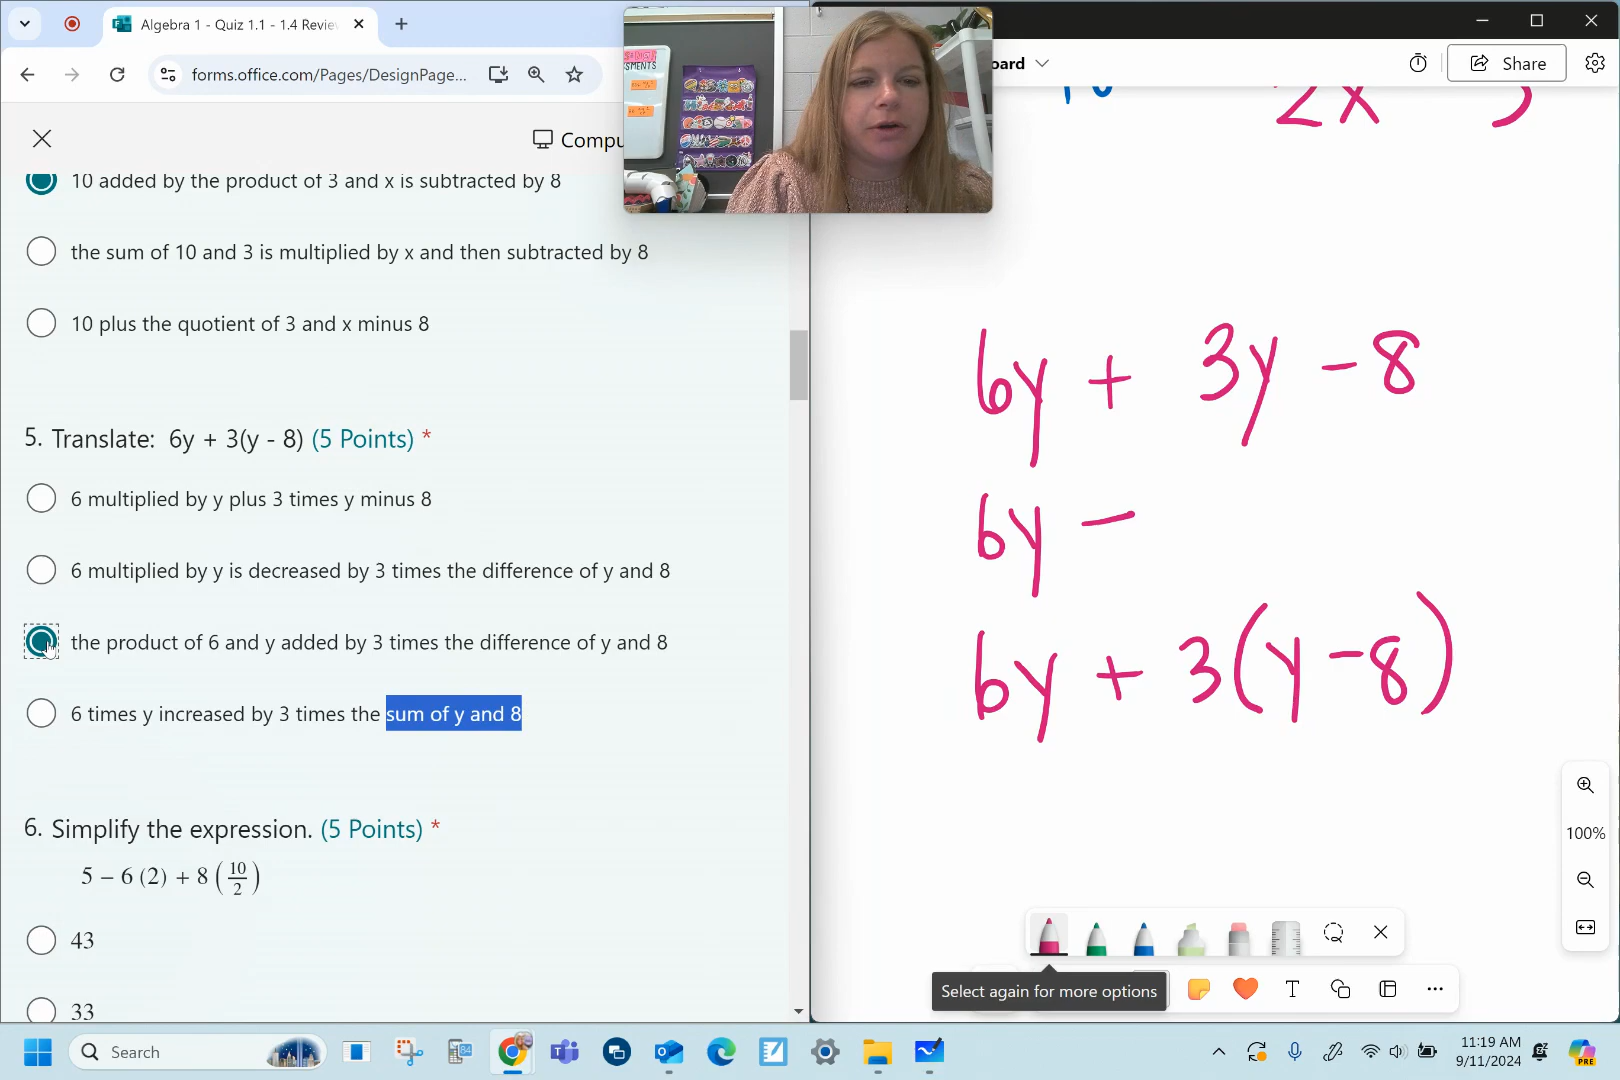 Algebra 1 - Quiz 1.1 - 1.4 Revie
forms.office.com/Pages/DesignPage...
oard
Share
Compu
10 added by the product of 3 and x is subtracted by 8
the sum of 10 and 3 is multiplied by x and then subtracted by 8
10 plus the quotient of 3 and x minus 8
5. Translate: 6y + 3(y - 8) (5 Points) *
6 multiplied by y plus 3 times y minus 8
6 multiplied by y is decreased by 3 times the difference of y and 8
the product of 6 and y added by 3 times the difference of y and 8
6 times y increased by 3 times the sum of y and 8
6. Simplify the expression. (5 Points) *
5 − 6 (2) + 8 (10/2)
43
33
2x
6y + 3y - 8
6y -
6y + 3(y - 8)
100%
Select again for more options
T
Search
11:19 AM
9/11/2024
PRE